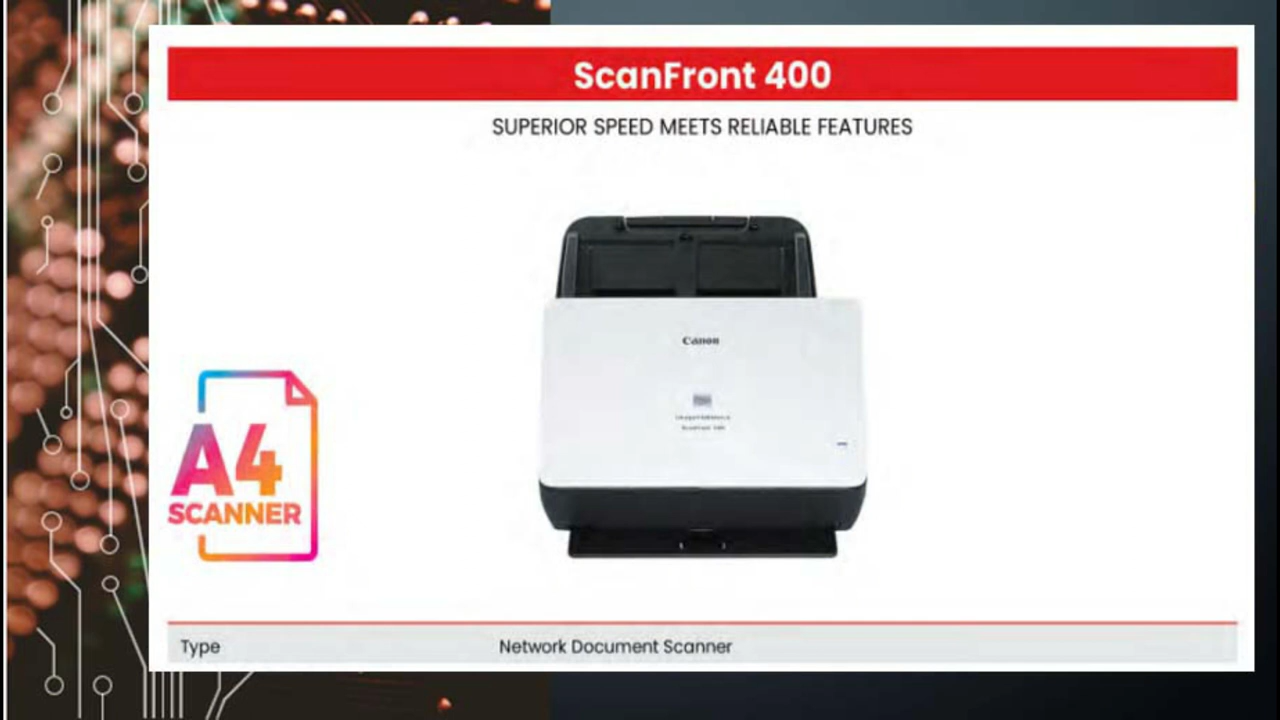 ScanFront 400
SUPERIOR SPEED MEETS RELIABLE FEATURES
Canon
A4
SCANNER
Type Network Document Scanner